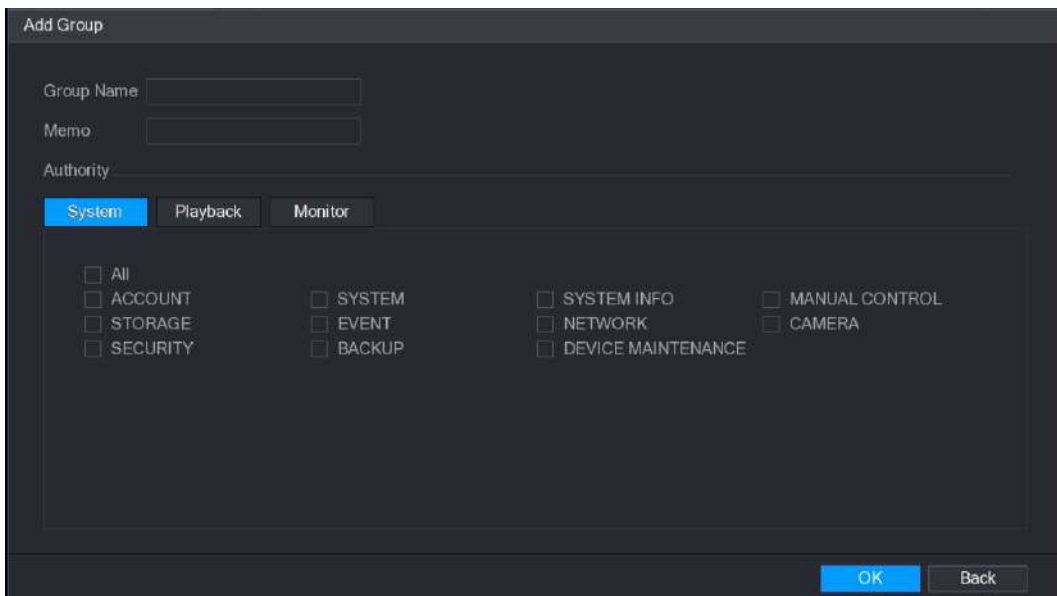 Add Group
Group Name
Memo
Authority
System Playback Monitor
All
ACCOUNT SYSTEM SYSTEM INFO MANUAL CONTROL
STORAGE EVENT NETWORK CAMERA
SECURITY BACKUP DEVICE MAINTENANCE
OK Back